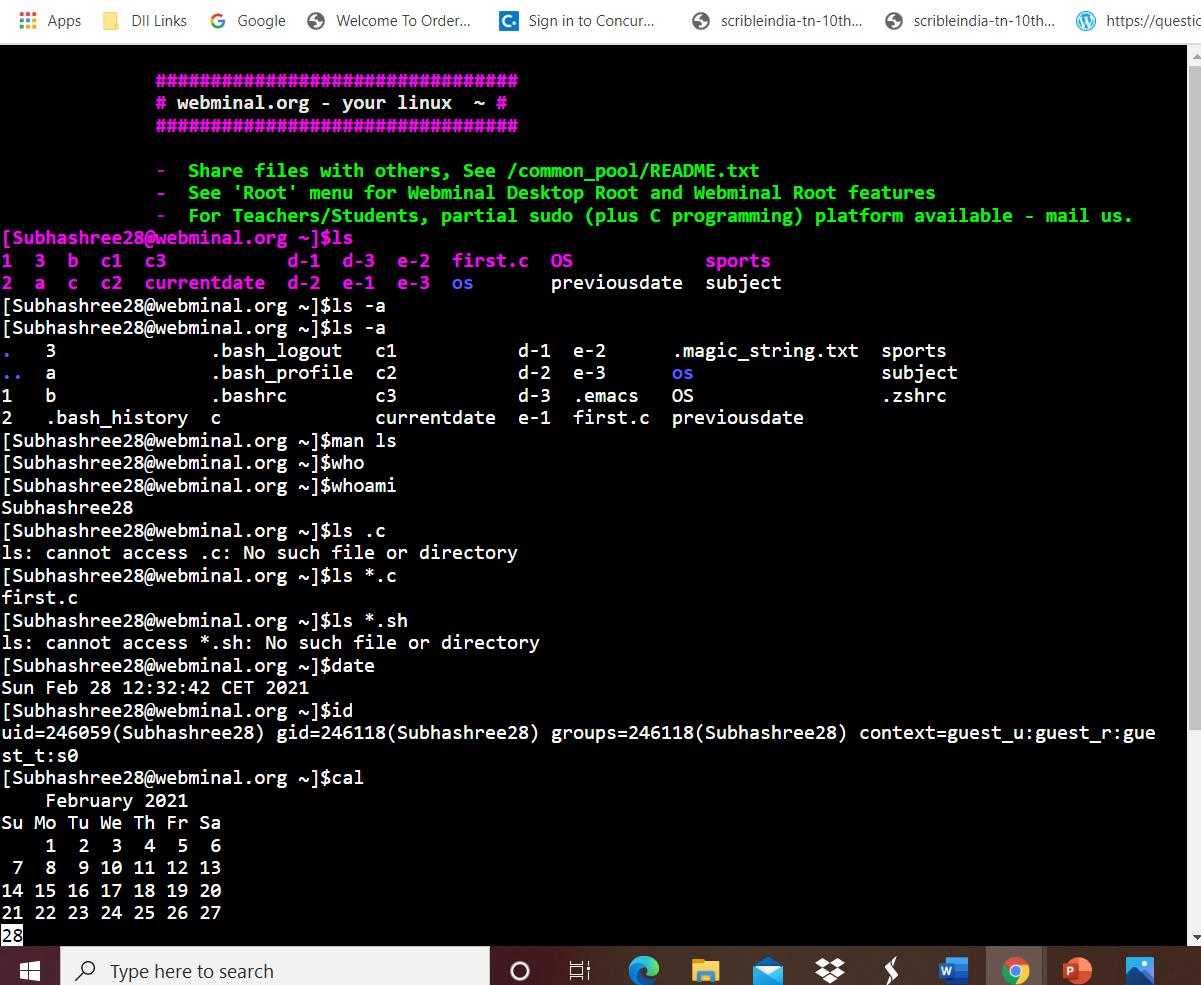 Apps Dll Links Google Welcome To Order... Sign in to Concur... scribleindia-tn-10th... scribleindia-tn-10th... https://questic
##################################
# webminal.org - your linux ~ #
##################################
- Share files with others, See /common_pool/README.txt
- See 'Root' menu for Webminal Desktop Root and Webminal Root features
- For Teachers/Students, partial sudo (plus C programming) platform available - mail us.
[Subhashree28@webminal.org ~]$ls
1 3 b c1 c3 d-1 d-3 e-2 first.c OS sports
2 a c c2 currentdate d-2 e-1 e-3 os previousdate subject
[Subhashree28@webminal.org ~]$ls -a
[Subhashree28@webminal.org ~]$ls -a
. 3 .bash_logout c1 d-1 e-2 .magic_string.txt sports
.. a .bash_profile c2 d-2 e-3 os subject
1 b .bashrc c3 d-3 .emacs OS .zshrc
2 .bash_history c currentdate e-1 first.c previousdate
[Subhashree28@webminal.org ~]$man ls
[Subhashree28@webminal.org ~]$who
[Subhashree28@webminal.org ~]$whoami
Subhashree28
[Subhashree28@webminal.org ~]$ls .c
ls: cannot access .c: No such file or directory
[Subhashree28@webminal.org ~]$ls *.c
first.c
[Subhashree28@webminal.org ~]$ls *.sh
ls: cannot access *.sh: No such file or directory
[Subhashree28@webminal.org ~]$date
Sun Feb 28 12:32:42 CET 2021
[Subhashree28@webminal.org ~]$id
uid=246059(Subhashree28) gid=246118(Subhashree28) groups=246118(Subhashree28) context=guest_u:guest_r:gue
st_t:s0
[Subhashree28@webminal.org ~]$cal
February 2021
Su Mo Tu We Th Fr Sa
1 2 3 4 5 6
7 8 9 10 11 12 13
14 15 16 17 18 19 20
21 22 23 24 25 26 27
28
Type here to search